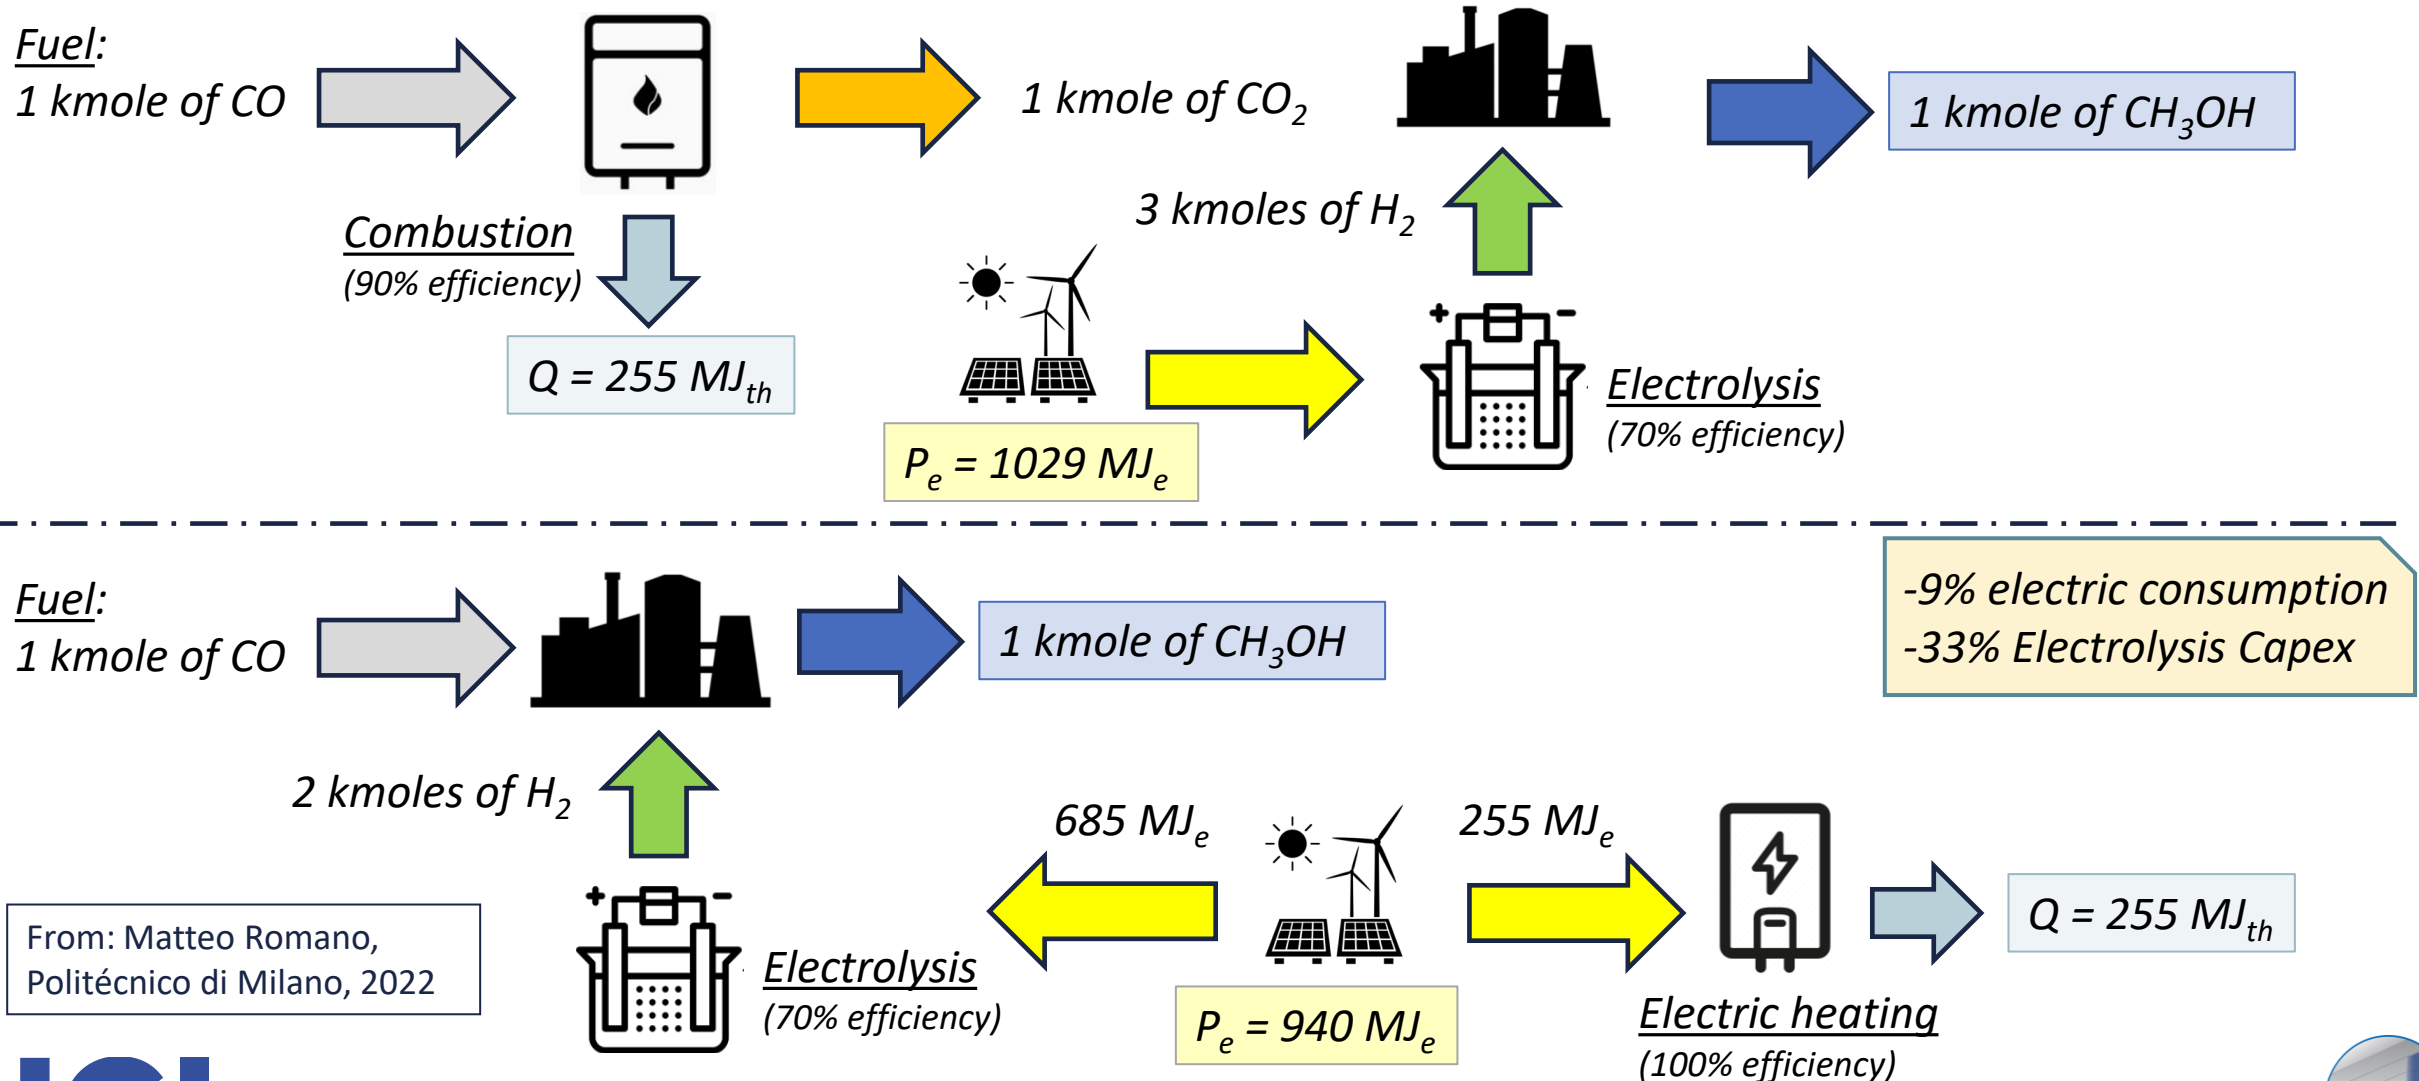 Fuel:
1 kmole of CO
Combustion
(90% efficiency)
Q = 255 MJth
1 kmole of CO2
3 kmoles of H2
Pe = 1029 MJe
Electrolysis
(70% efficiency)
1 kmole of CH3OH
-9% electric consumption
-33% Electrolysis Capex
Fuel:
1 kmole of CO
1 kmole of CH3OH
2 kmoles of H2
685 MJe
255 MJe
Electrolysis
(70% efficiency)
Pe = 940 MJe
Electric heating
(100% efficiency)
Q = 255 MJth
From: Matteo Romano,
Politécnico di Milano, 2022